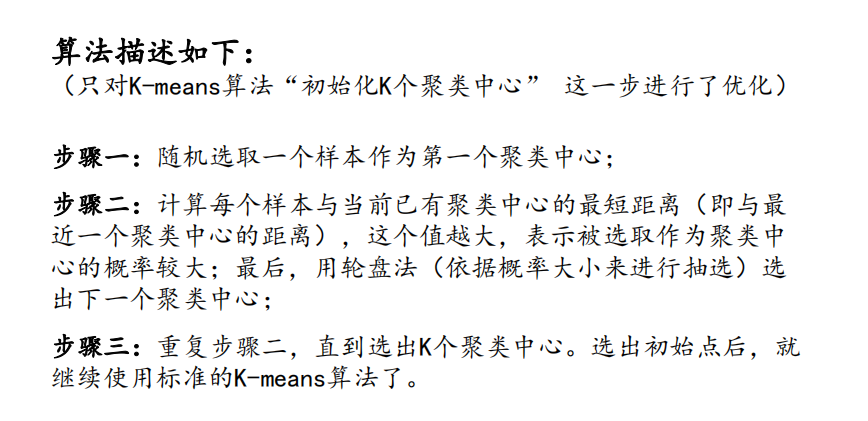 算法描述如下：
（只对K-means算法“初始化K个聚类中心” 这一步进行了优化）
步骤一：随机选取一个样本作为第一个聚类中心；
步骤二：计算每个样本与当前已有聚类中心的最短距离（即与最
近一个聚类中心的距离），这个值越大，表示被选取作为聚类中
心的概率较大；最后，用轮盘法（依据概率大小来进行抽选）选
出下一个聚类中心；
步骤三：重复步骤二，直到选出K个聚类中心。选出初始点后，就
继续使用标准的K-means算法了。